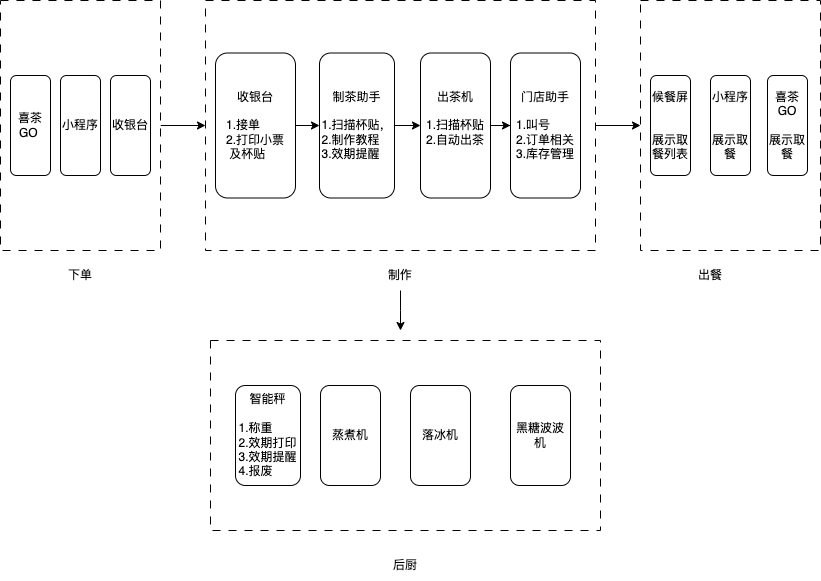 喜茶
GO
小程序
收银台
下单
收银台
1.接单
2.打印小票
及杯贴
制茶助手
1.扫描杯贴,
2.制作教程
3.效期提醒
出茶机
1.扫描杯贴
2.自动出茶
门店助手
1.叫号
2.订单相关
3.库存管理
制作
候餐屏
展示取
餐列表
小程序
展示取
餐
喜茶
GO
展示取
餐
出餐
智能秤
1.称重
2.效期打印
3.效期提醒
4.报废
蒸煮机
落冰机
黑糖波波
机
后厨